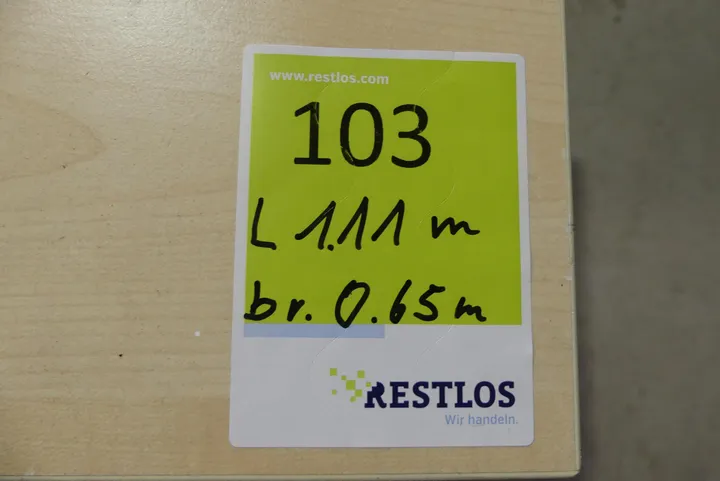 www.restlos.com
103
L 1.11 m
br. 0.65 m
RESTLOS
Wir handeln.